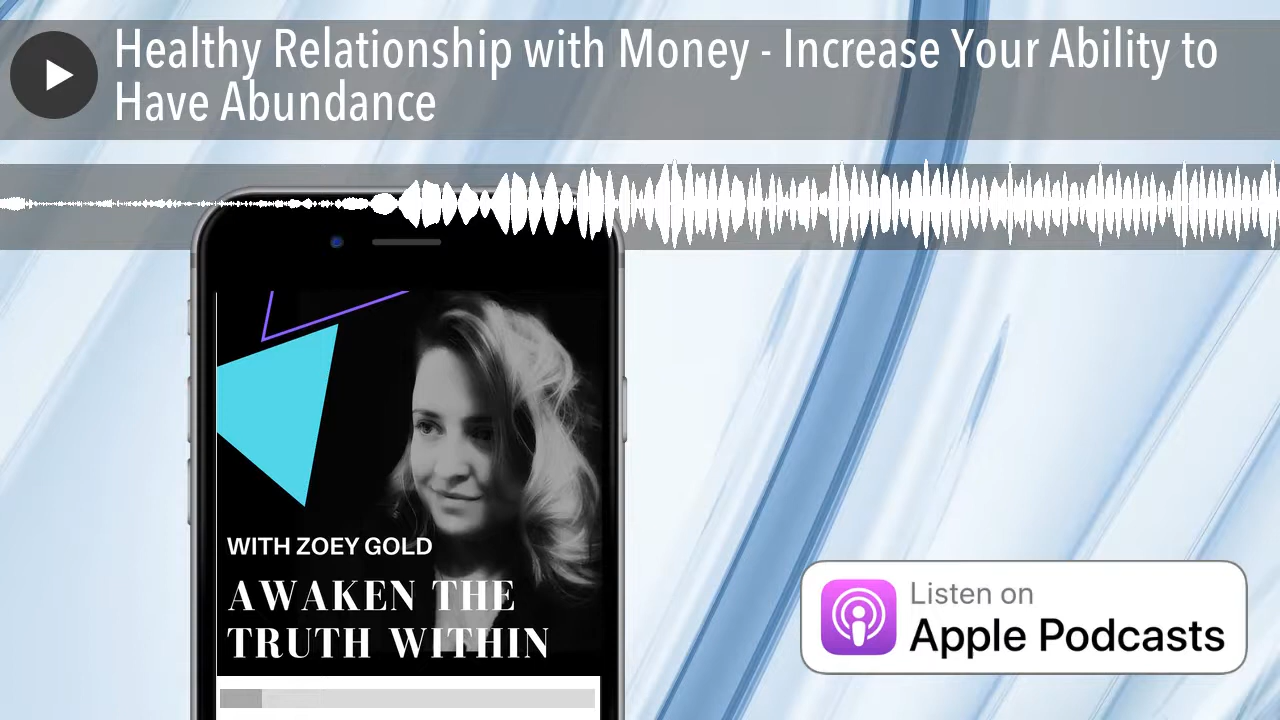 Healthy Relationship with Money - Increase Your Ability to
Have Abundance
WITH ZOEY GOLD
AWAKEN THE
TRUTH WITHIN
Listen on
Apple Podcasts